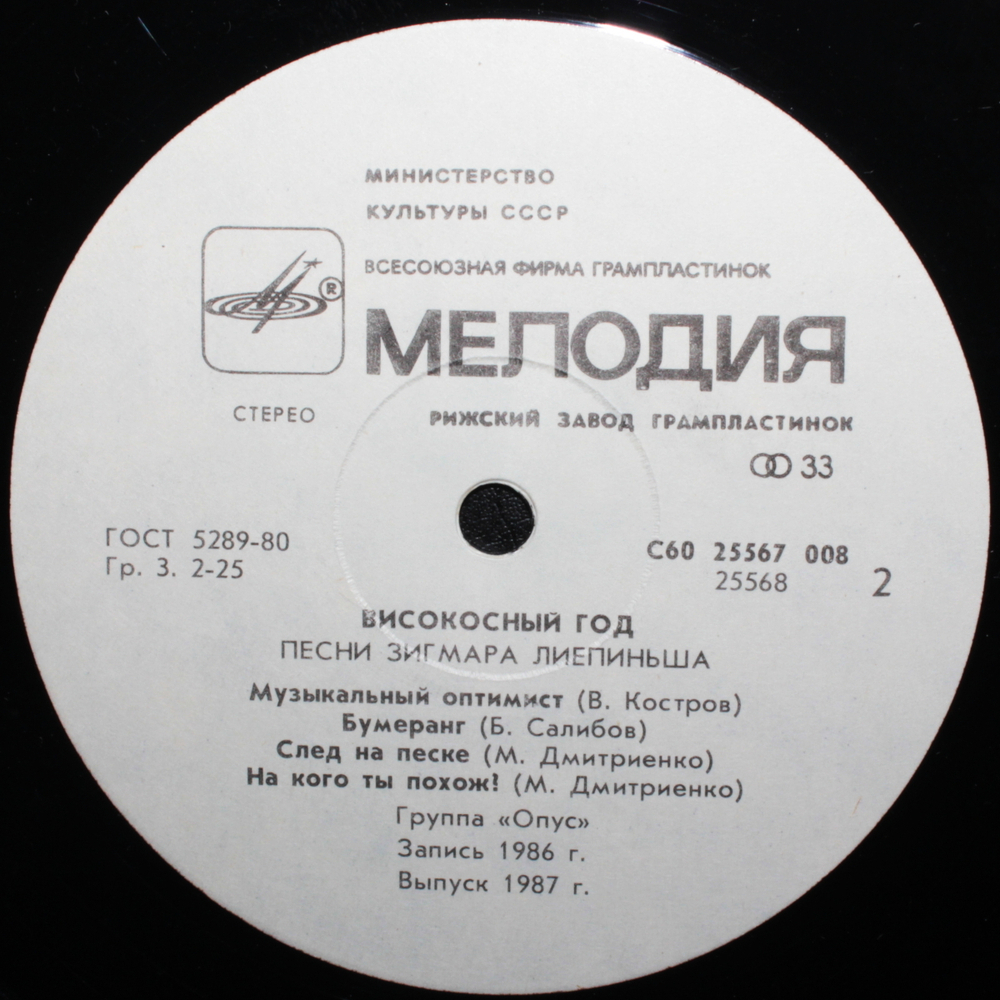 МИНИСТЕРСТВО
КУЛЬТУРЫ СССР
ВСЕСОЮЗНАЯ ФИРМА ГРАМПЛАСТИНОК
®
МЕЛОДИЯ
СТЕРЕО
РИЖСКИЙ ЗАВОД ГРАМПЛАСТИНОК
33
ГОСТ 5289-80
Гр. 3. 2-25
С60 25567 008
25568
2
ВИСОКОСНЫЙ ГОД
ПЕСНИ ЗИГМАРА ЛИЕПИНЬША
Музыкальный оптимист (В. Костров)
Бумеранг (Б. Салибов)
След на песке (М. Дмитриенко)
На кого ты похож? (М. Дмитриенко)
Группа «Опус»
Запись 1986 г.
Выпуск 1987 г.